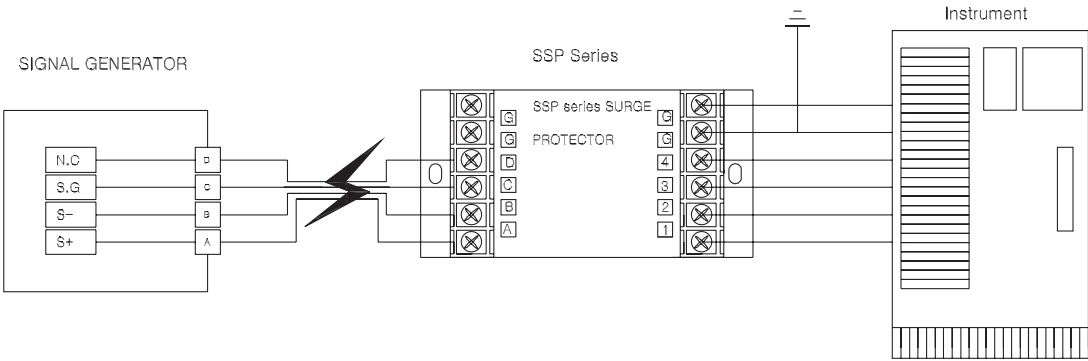 Instrument
SSP Series
SIGNAL GENERATOR
SSP series SURGE
PROTECTOR
G G
G G
N.C D D 4
S.G C C 3
S- B B 2
S+ A A 1